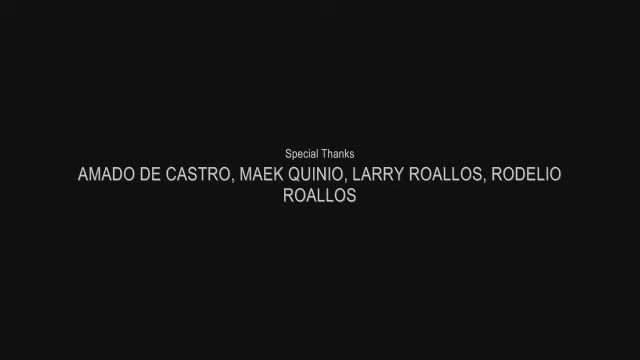 Special Thanks
AMADO DE CASTRO, MAEK QUINIO, LARRY ROALLOS, RODELIO
ROALLOS